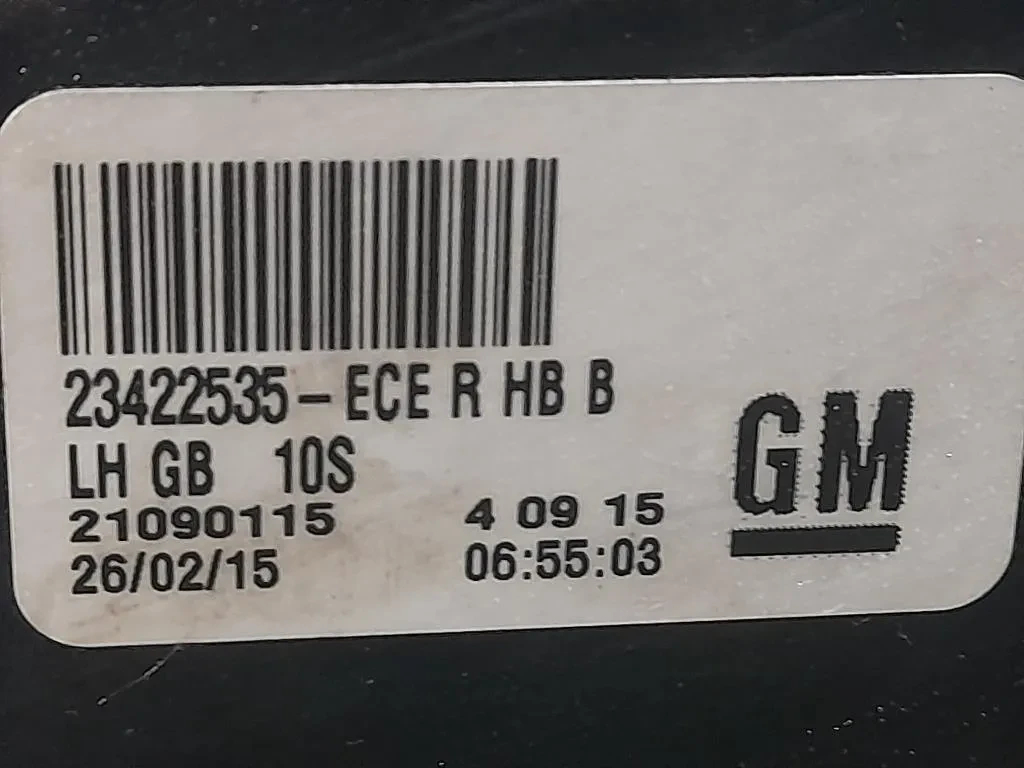 23422535-ECE R HB B
LH GB 10S
21090115 4 09 15
26/02/15 06:55:03
GM